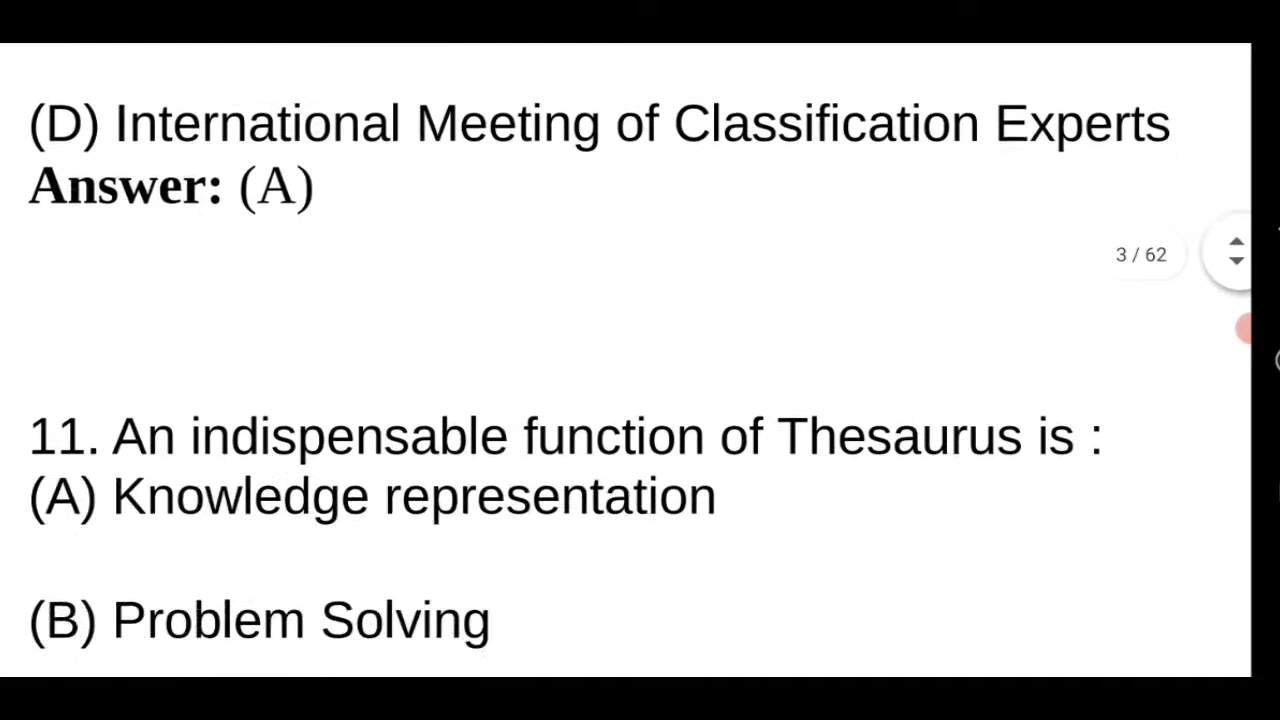 (D) International Meeting of Classification Experts
Answer: (A)
3 / 62
11. An indispensable function of Thesaurus is :
(A) Knowledge representation
(B) Problem Solving